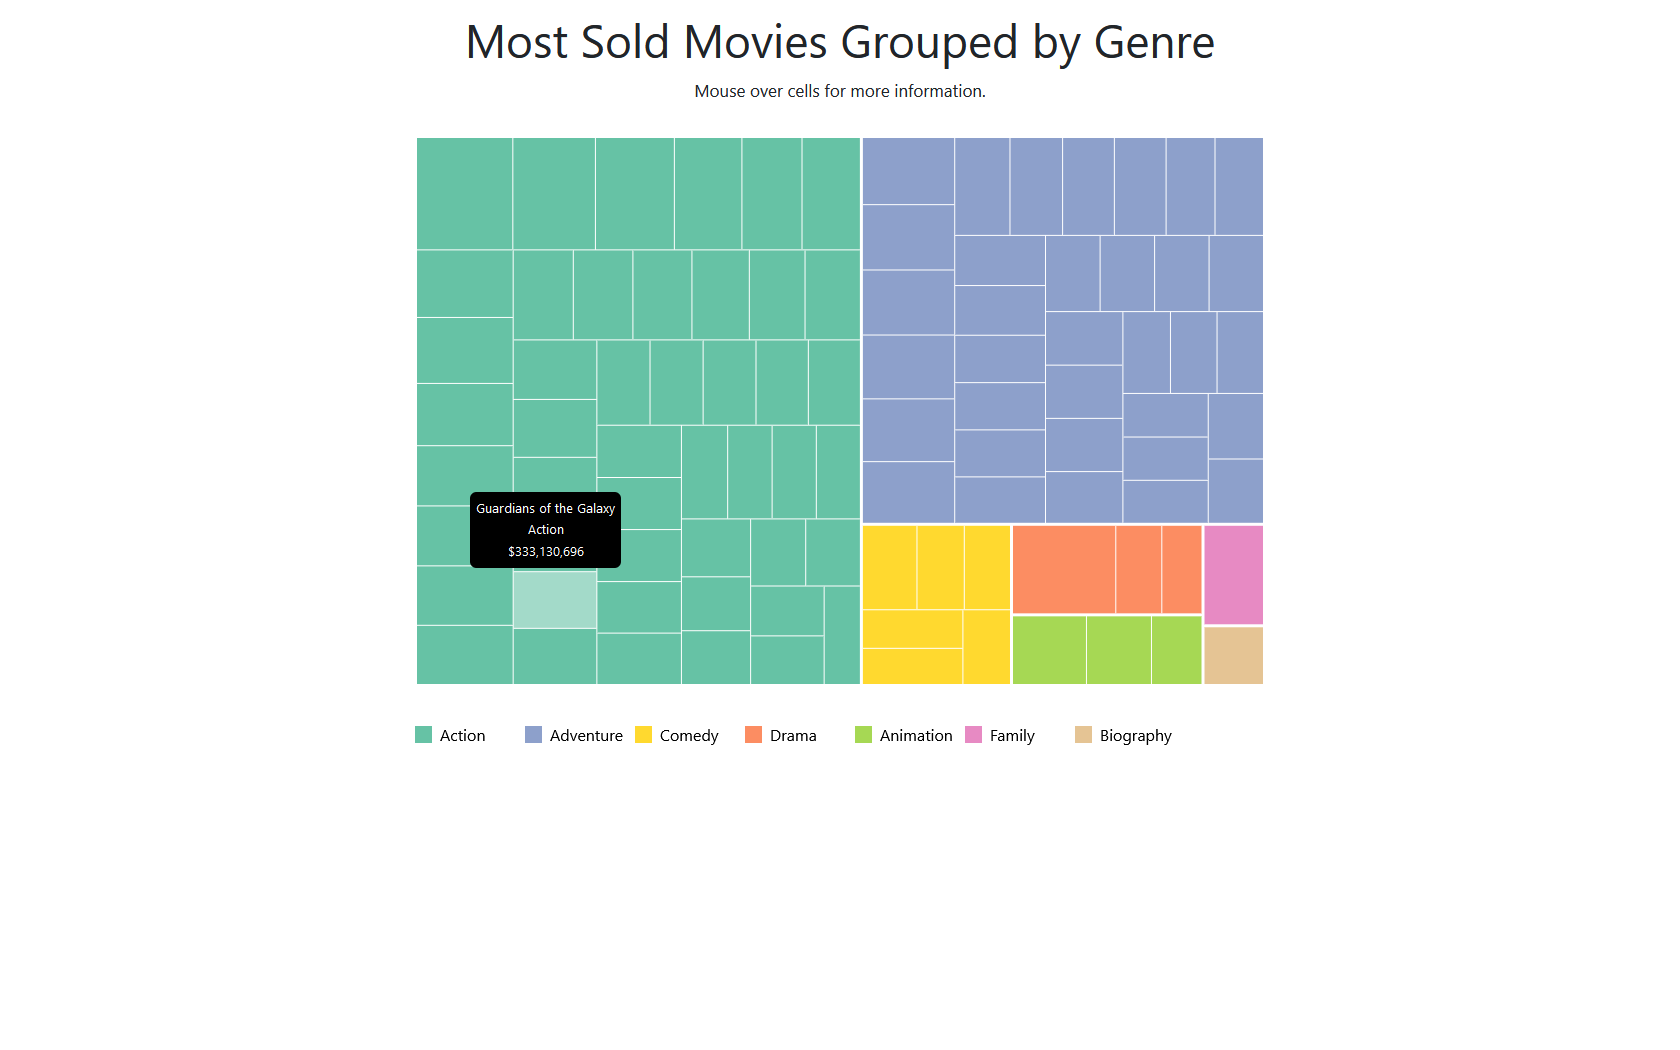 Most Sold Movies Grouped by Genre
Mouse over cells for more information.
Guardians of the Galaxy
Action
$333,130,696
Action
Adventure
Comedy
Drama
Animation
Family
Biography